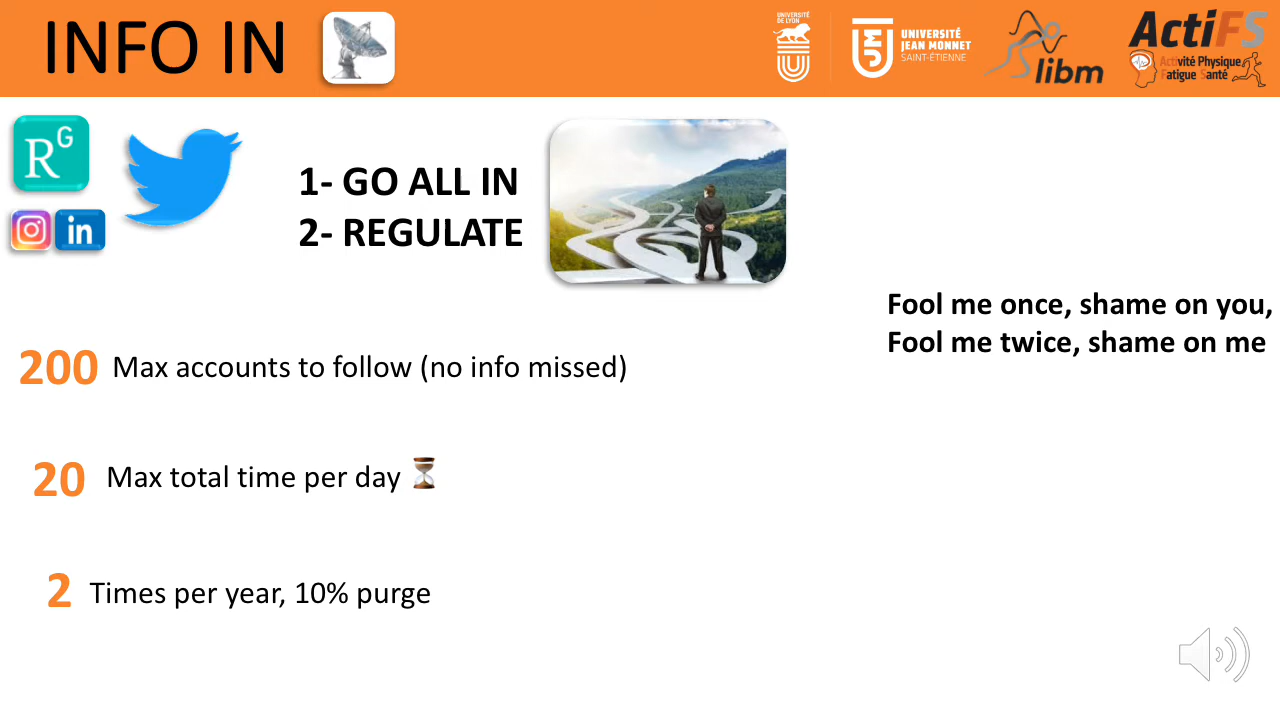 INFO IN
UNIVERSITÉ
DE LYON
UNIVERSITÉ
JEAN MONNET
SAINT-ÉTIENNE
libm
ActiFS
Activité Physique
Fatigue Santé
RG
in
1- GO ALL IN
2- REGULATE
Fool me once, shame on you,
Fool me twice, shame on me
200 Max accounts to follow (no info missed)
20 Max total time per day
2 Times per year, 10% purge